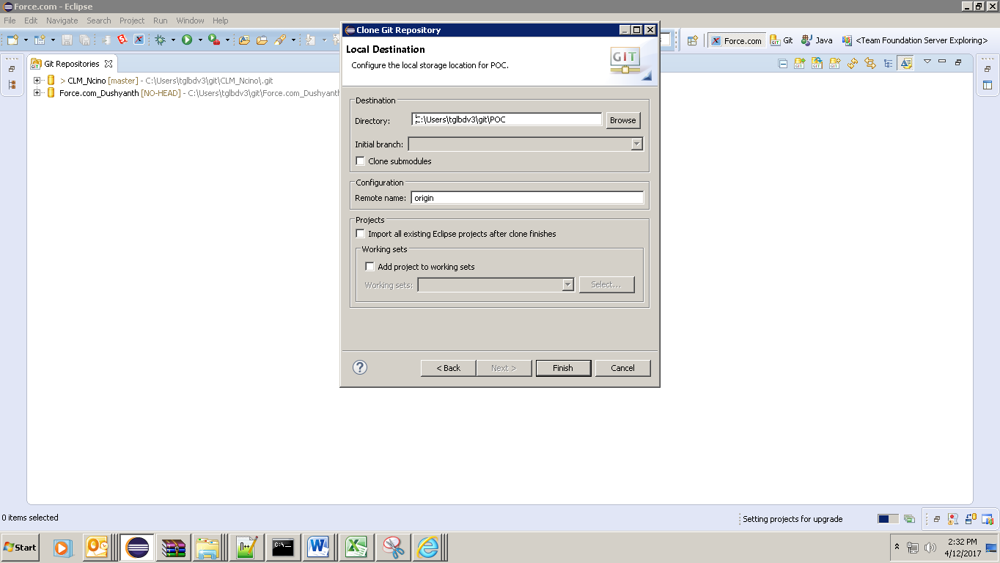 Force.com - Eclipse
File Edit Navigate Search Project Run Window Help
Force.com Git Java <Team Foundation Server Exploring>
Git Repositories
> CLM_Ncino [master] - C:\Users\tglbdv3\git\CLM_Ncino\.git
Force.com_Dushyanth [NO-HEAD] - C:\Users\tglbdv3\git\Force.com_Dushyanth
Clone Git Repository
Local Destination
Configure the local storage location for POC.
GIT
Destination
Directory: C:\Users\tglbdv3\git\POC Browse
Initial branch:
Clone submodules
Configuration
Remote name: origin
Projects
Import all existing Eclipse projects after clone finishes
Working sets
Add project to working sets
Working sets: Select...
? < Back Next > Finish Cancel
0 items selected
Setting projects for upgrade
Start
C:\
2:32 PM
4/12/2017